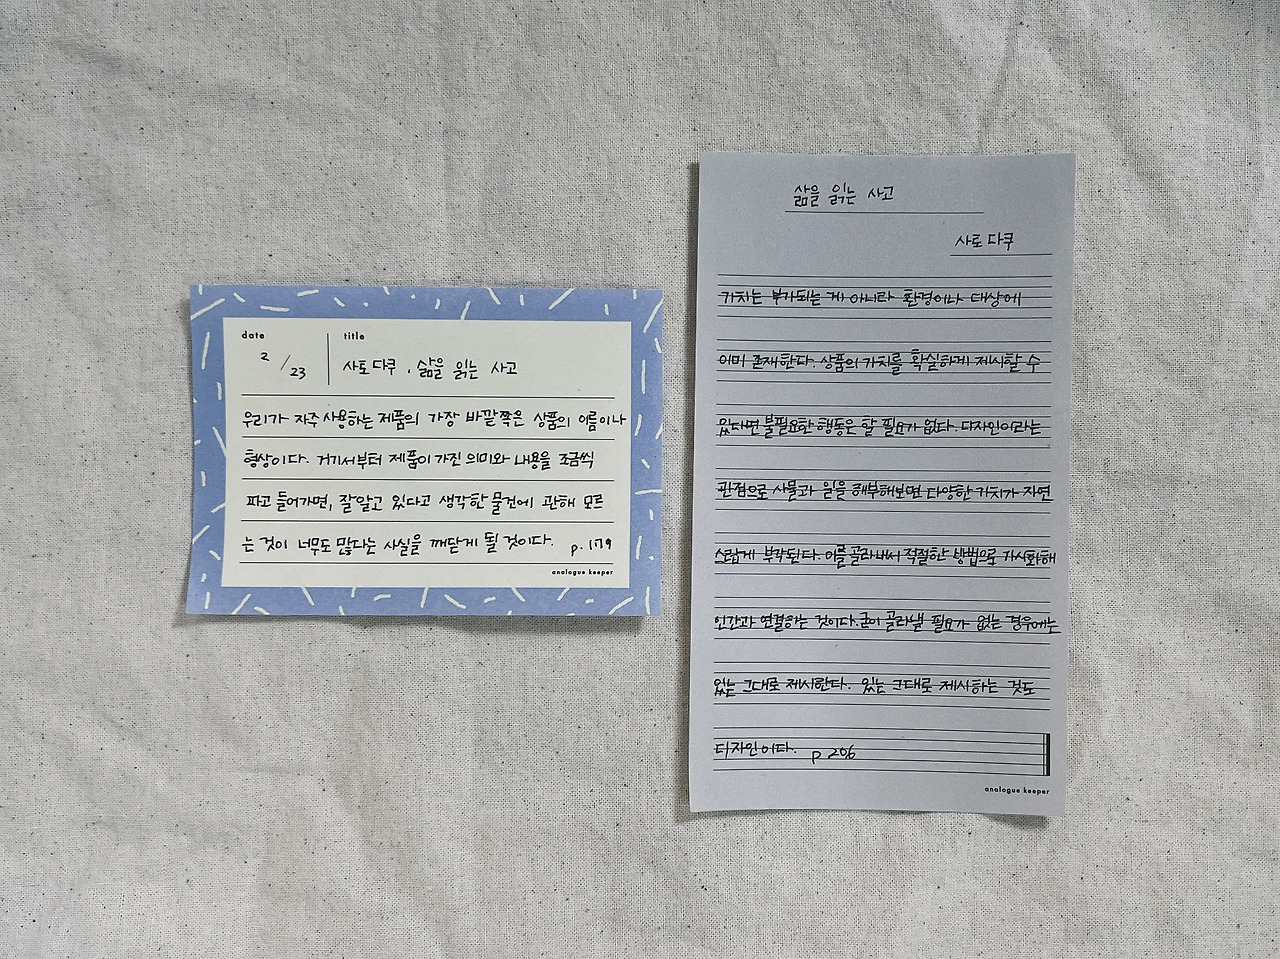 date
title
2/23
사토 다쿠 . 삶을 읽는 사고
우리가 자주 사용하는 제품의 가장 바깥쪽은 상품의 이름이나
형상이다. 거기서부터 제품이 가진 의미와 내용을 조금씩
파고 들어가면, 잘 알고 있다고 생각한 물건에 관해 모르
는 것이 너무도 많다는 사실을 깨닫게 될 것이다. p.179
analogue keeper
삶을 읽는 사고
사토 다쿠
가치는 부가되는 게 아니라 환경이나 대상에
이미 존재한다. 상품의 가치를 확실하게 제시할 수
있다면 불필요한 행동은 할 필요가 없다. 디자인이라는
관점으로 사물과 일을 해부해보면 다양한 가치가 자연
스럽게 부각된다. 이를 골라내서 적절한 방법으로 가시화해
인간과 연결하는 것이다. 굳이 골라낼 필요가 없는 경우에는
있는 그대로 제시한다. 있는 그대로 제시하는 것도
디자인이다. p 206
analogue keeper